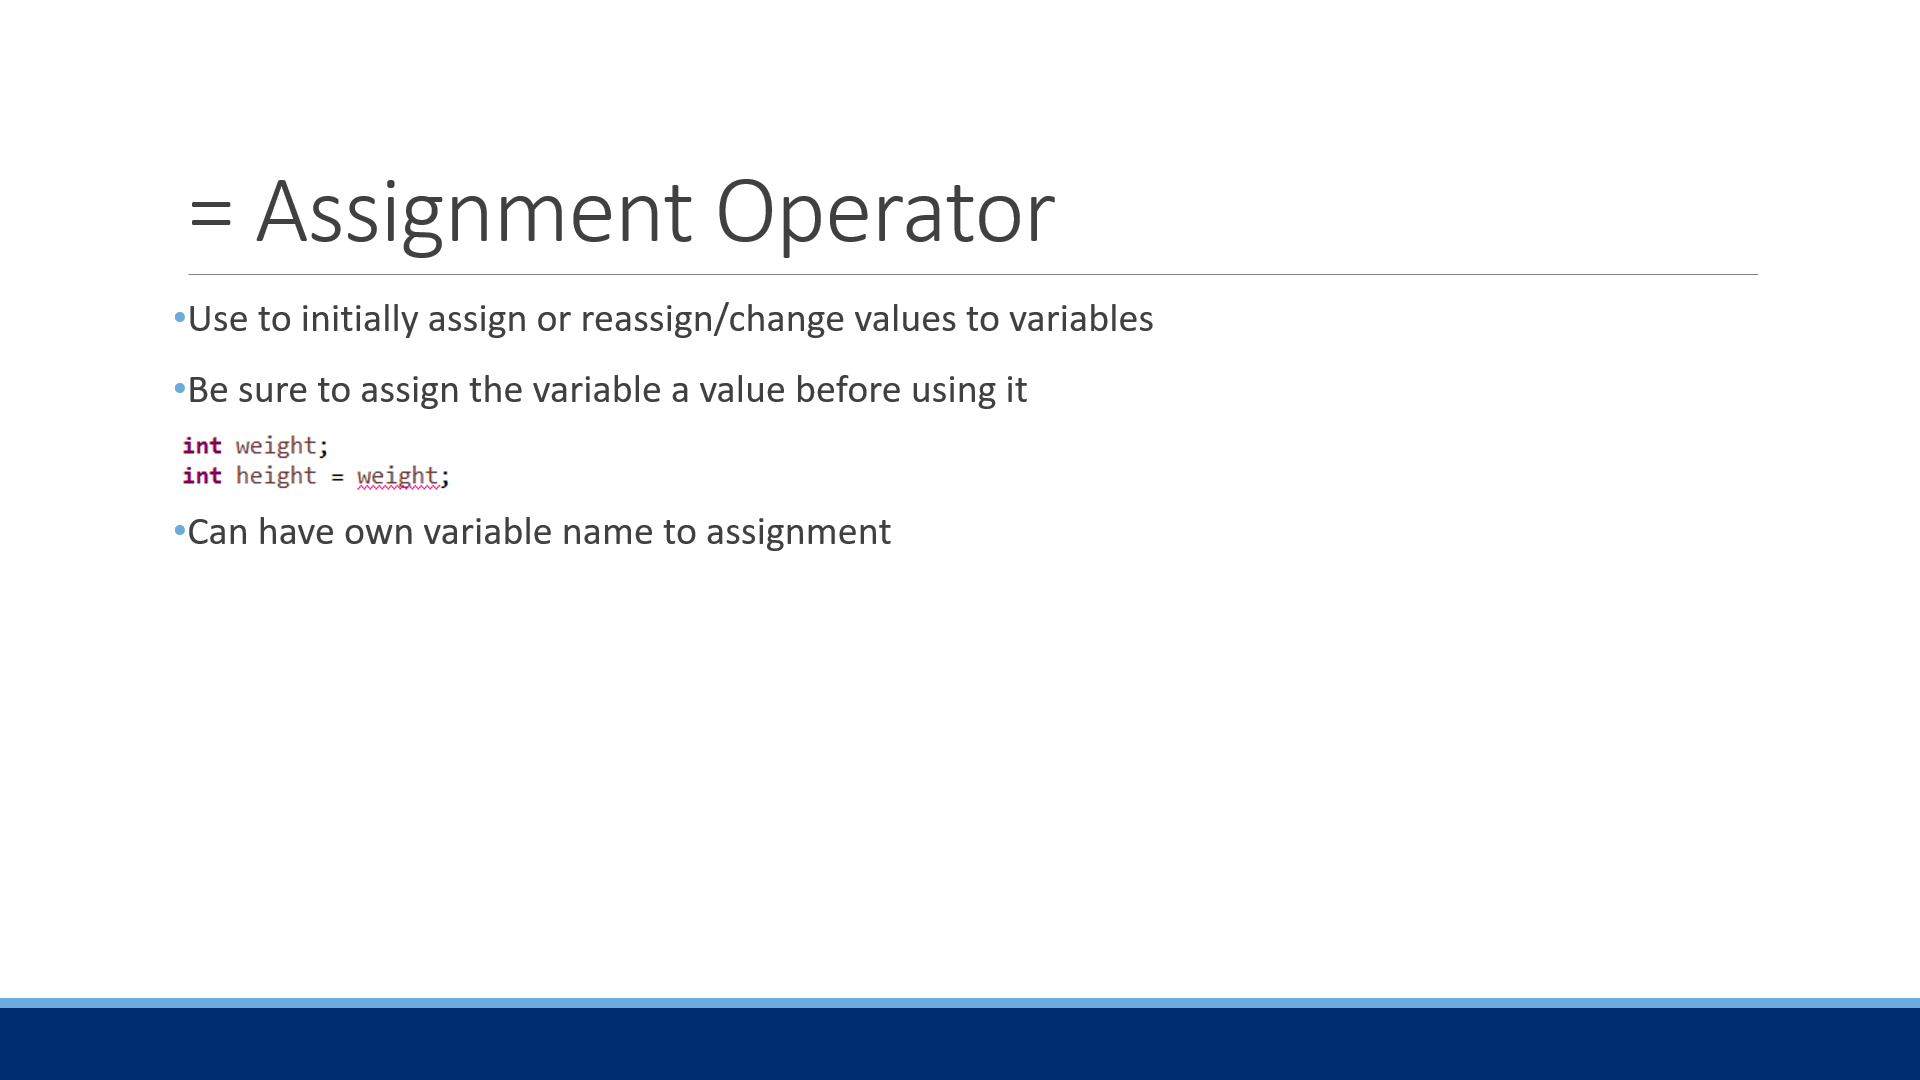 = Assignment Operator
•Use to initially assign or reassign/change values to variables
•Be sure to assign the variable a value before using it
int weight;
int height = weight;
•Can have own variable name to assignment